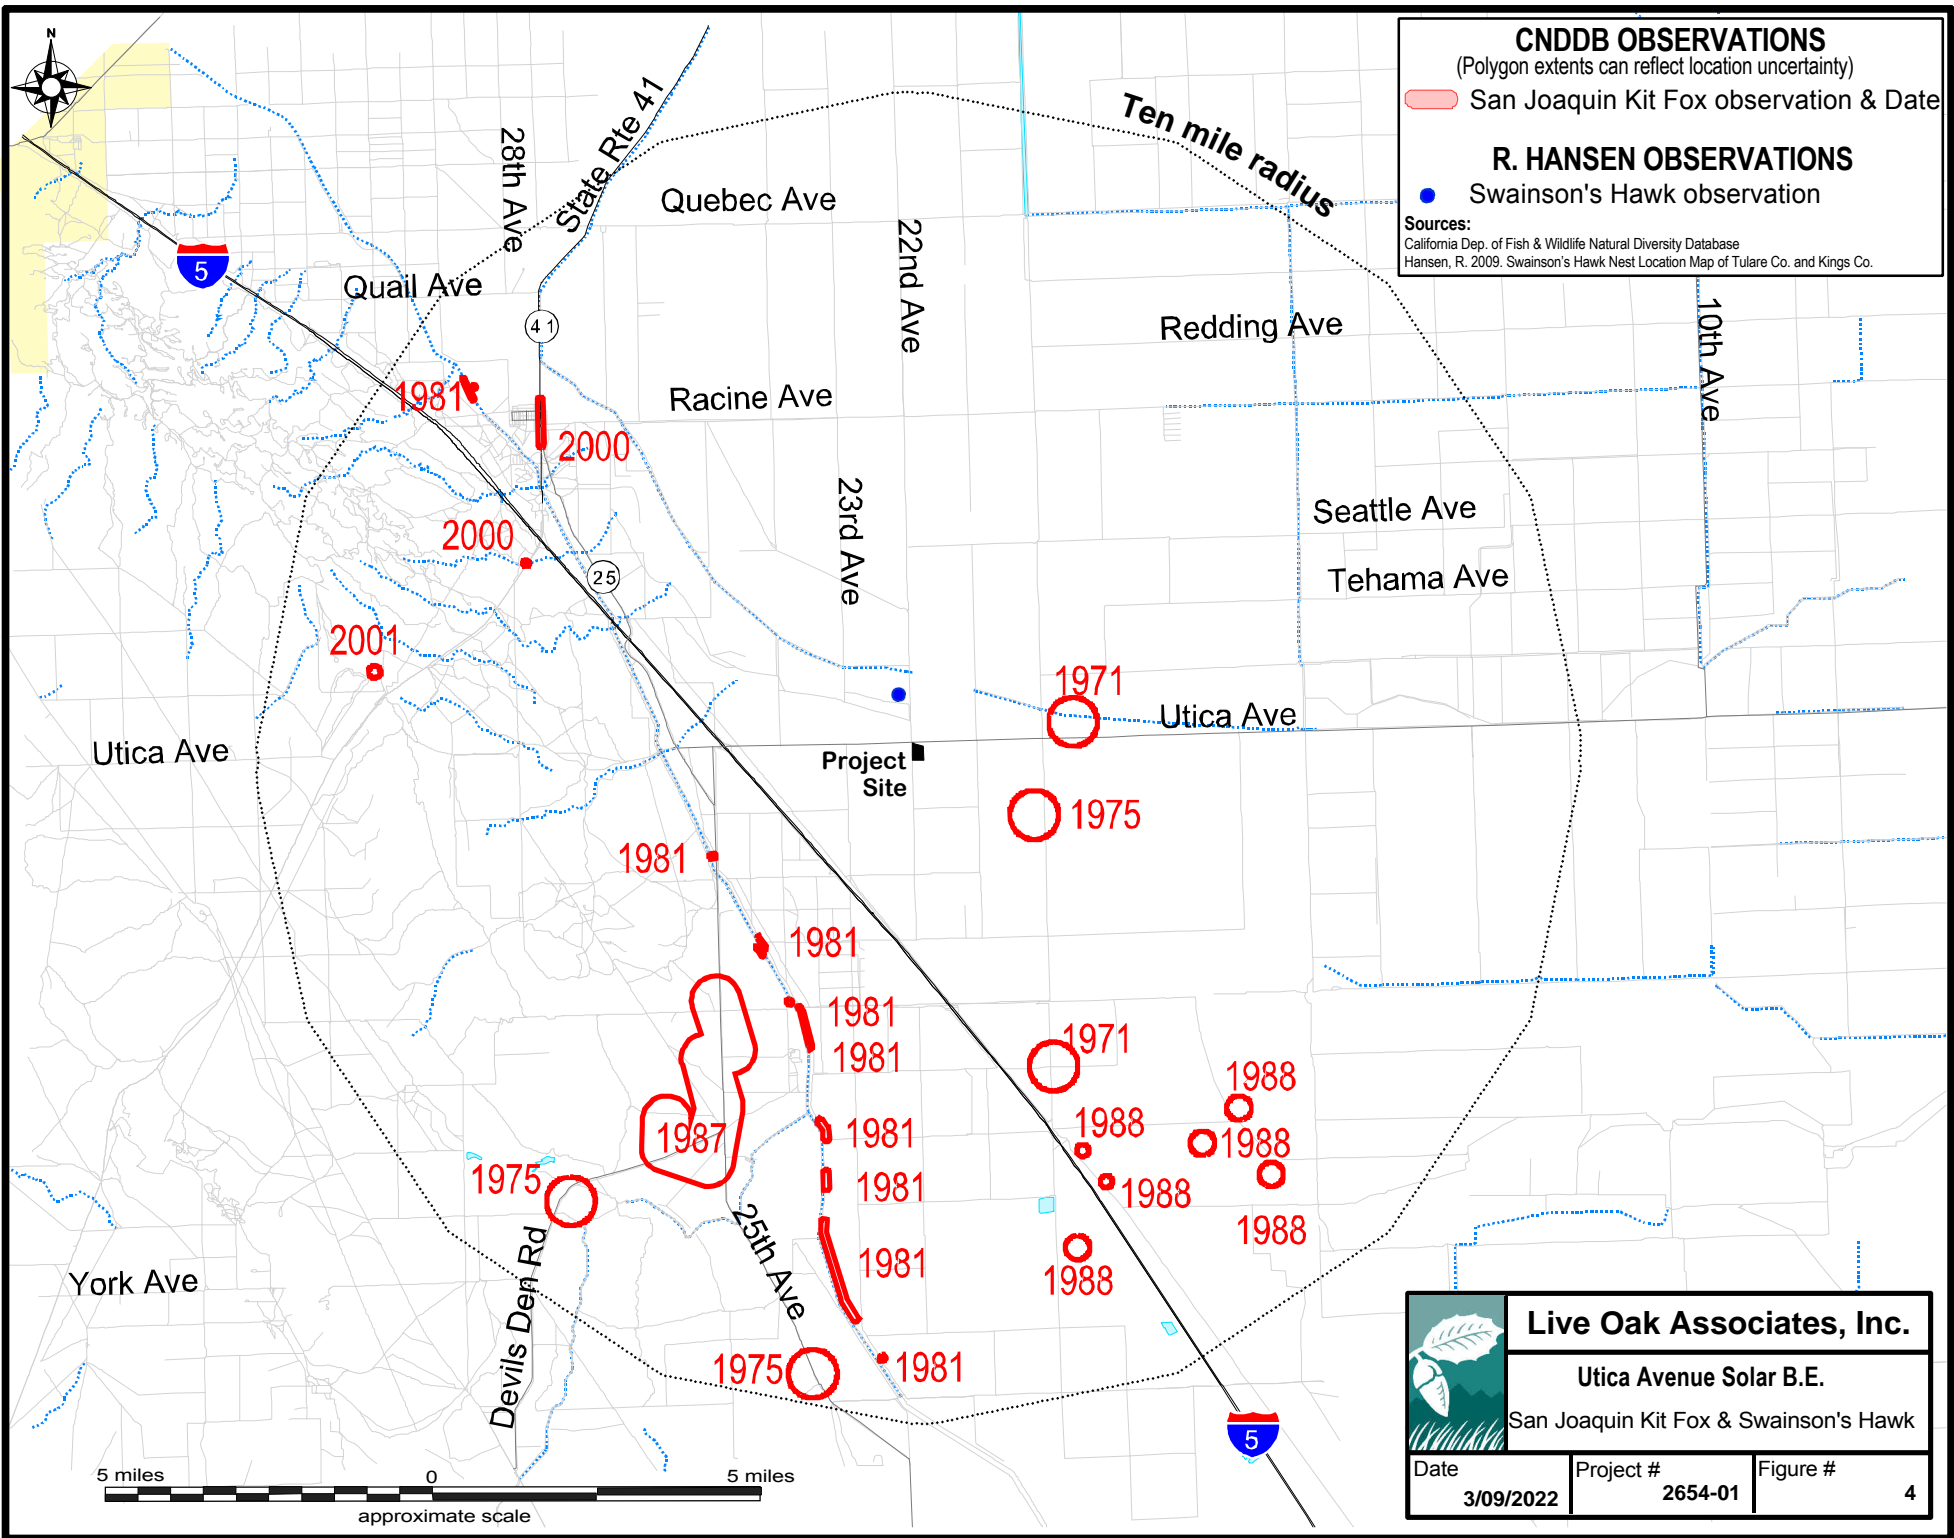 CNDDB OBSERVATIONS
(Polygon extents can reflect location uncertainty)
San Joaquin Kit Fox observation & Date
R. HANSEN OBSERVATIONS
Swainson's Hawk observation
Sources:
California Dep. of Fish & Wildlife Natural Diversity Database
Hansen, R. 2009. Swainson's Hawk Nest Location Map of Tulare Co. and Kings Co.
N
Ten mile radius
28th Ave
State Rte 41
Quebec Ave
22nd Ave
5
Quail Ave
41
Redding Ave
10th Ave
1981
Racine Ave
2000
23rd Ave
Seattle Ave
2000
25
Tehama Ave
2001
1971
Utica Ave
Utica Ave
Project
Site
1975
1981
1981
1981
1981
1971
1988
1988
1981
1987
1988
1975
1981
1988
25th Ave
1988
1981
Devils Den Rd
York Ave
1988
1975
1981
5
5 miles
0
5 miles
approximate scale
Live Oak Associates, Inc.
Utica Avenue Solar B.E.
San Joaquin Kit Fox & Swainson's Hawk
Date
3/09/2022
Project #
2654-01
Figure #
4